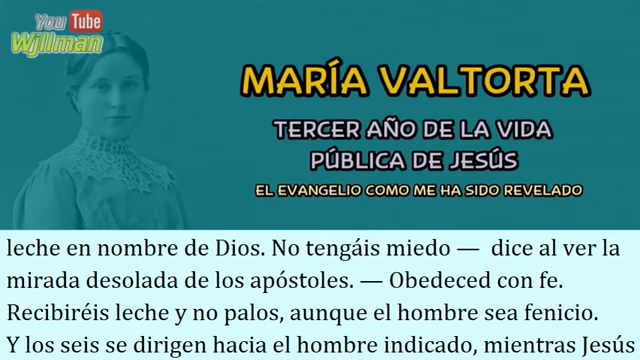 You Tube
Wjllman
MARÍA VALTORTA
TERCER AÑO DE LA VIDA
PÚBLICA DE JESÚS
EL EVANGELIO COMO ME HA SIDO REVELADO
leche en nombre de Dios. No tengáis miedo — dice al ver la
mirada desolada de los apóstoles. — Obedeced con fe.
Recibiréis leche y no palos, aunque el hombre sea fenicio.
Y los seis se dirigen hacia el hombre indicado, mientras Jesús